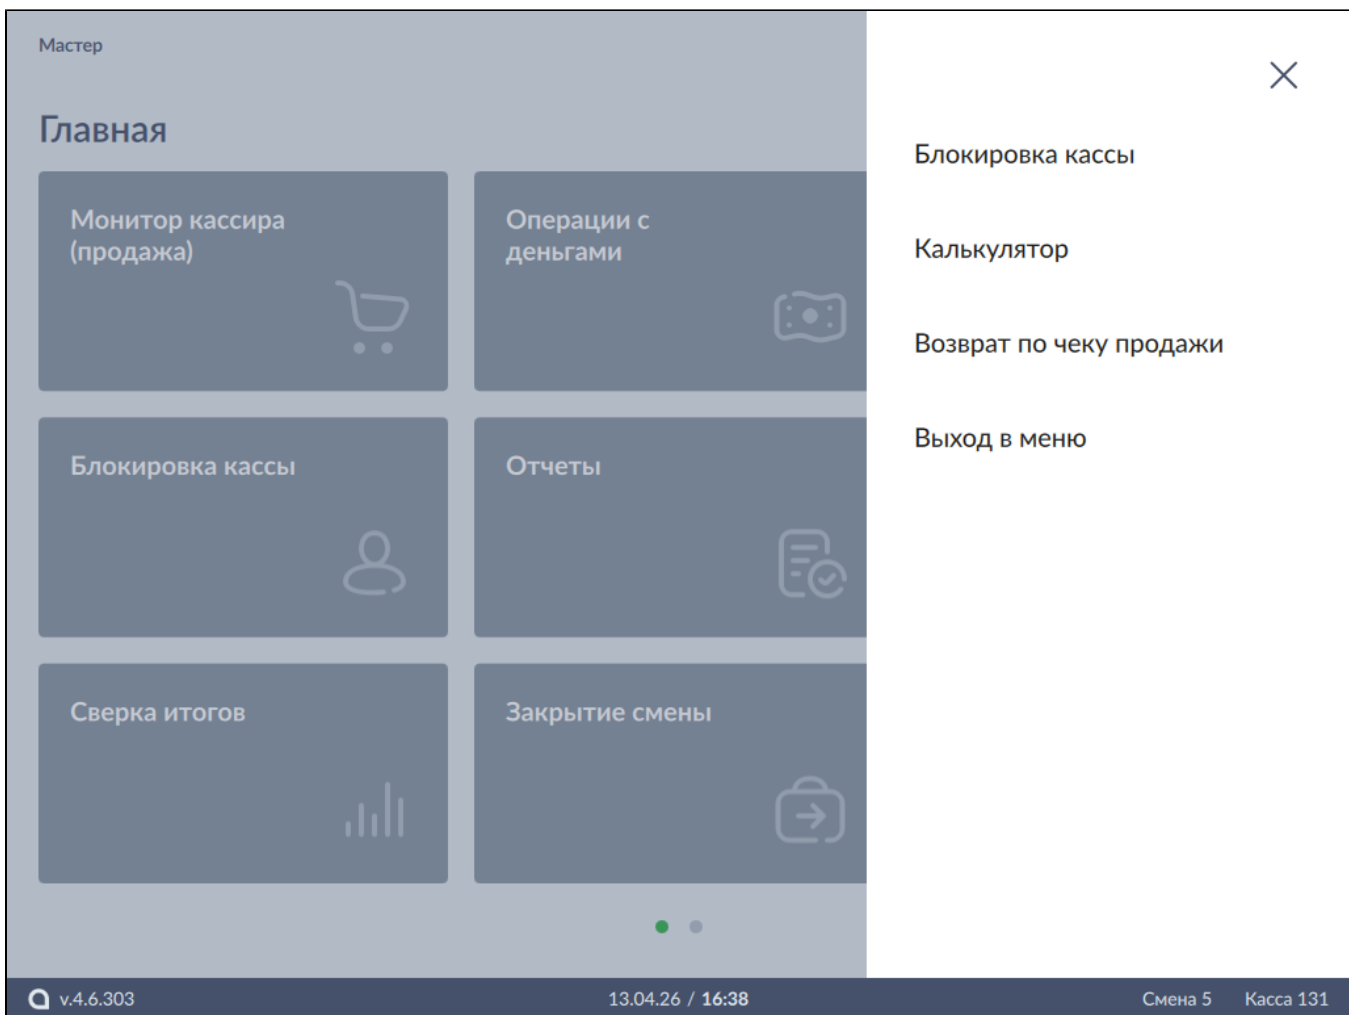 Мастер
Главная
Монитор кассира
(продажа)
Операции с
деньгами
Блокировка кассы
Отчеты
Сверка итогов
Закрытие смены
Блокировка кассы
Калькулятор
Возврат по чеку продажи
Выход в меню
v.4.6.303
13.04.26 / 16:38
Смена 5
Касса 131